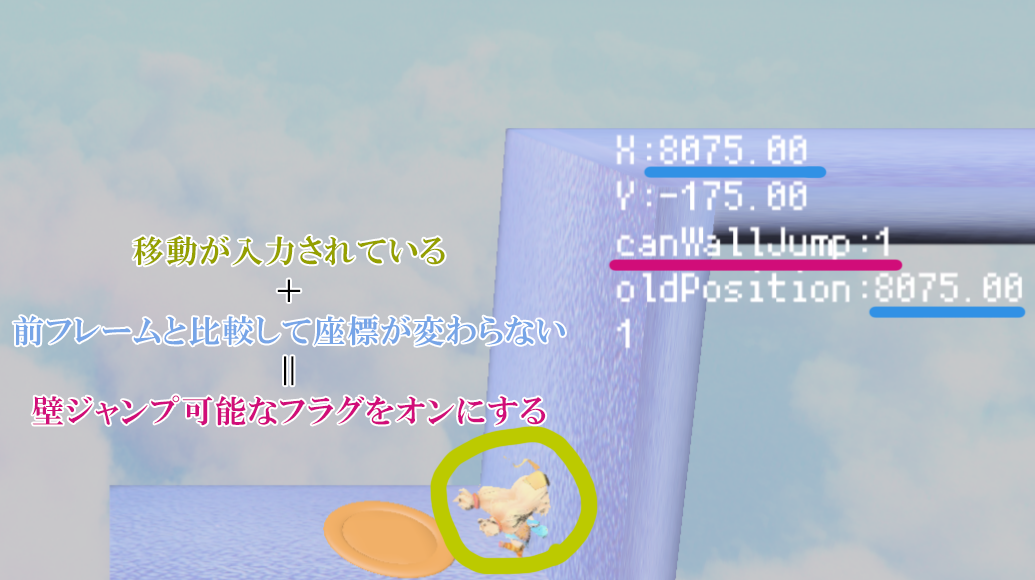 X:8075.00
Y:-175.00
canWallJump:1
oldPosition:8075.00
1
移動が入力されている
+
前フレームと比較して座標が変わらない
||
壁ジャンプ可能なフラグをオンにする